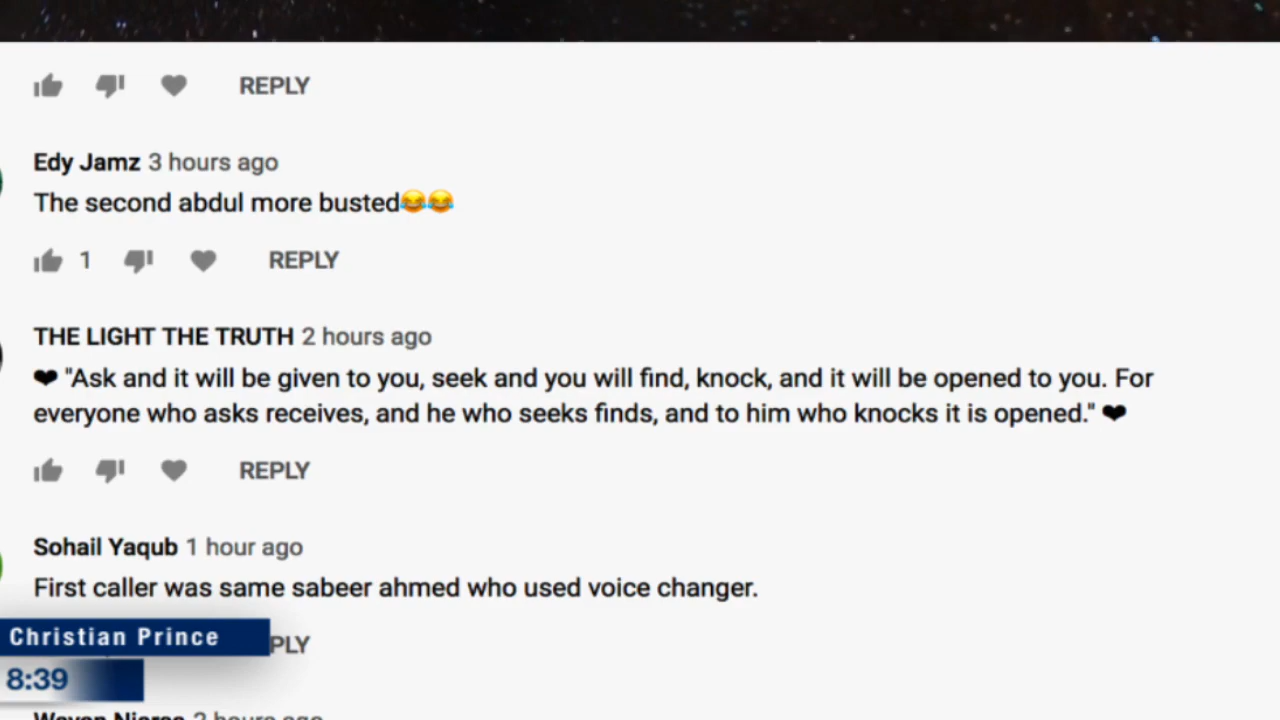 REPLY
Edy Jamz 3 hours ago
The second abdul more busted😂😂
1 REPLY
THE LIGHT THE TRUTH 2 hours ago
❤ "Ask and it will be given to you, seek and you will find, knock, and it will be opened to you. For
everyone who asks receives, and he who seeks finds, and to him who knocks it is opened." ❤
REPLY
Sohail Yaqub 1 hour ago
First caller was same sabeer ahmed who used voice changer.
Christian Prince
PLY
8:39
hours ago